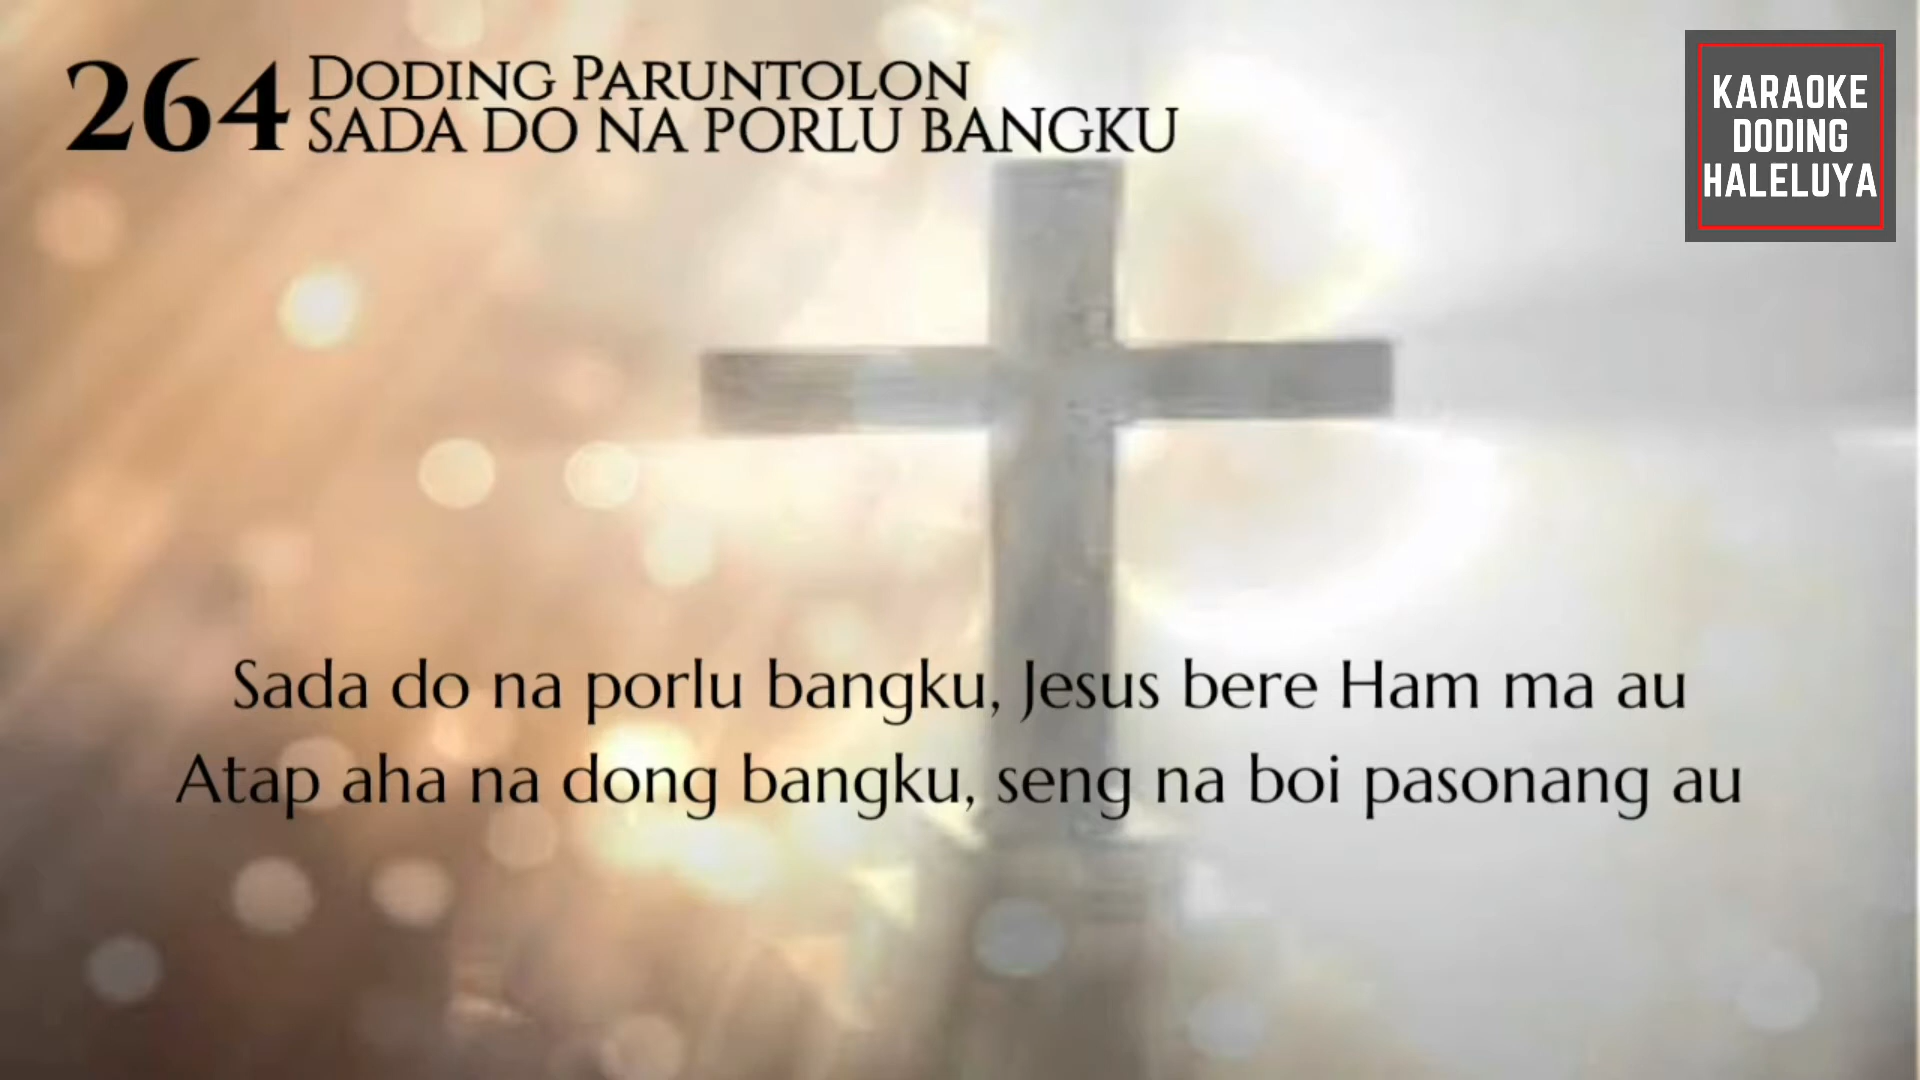 264
DODING PARUNTOLON
SADA DO NA PORLU BANGKU
KARAOKE
DODING
HALELUYA
Sada do na porlu bangku, Jesus bere Ham ma au
Atap aha na dong bangku, seng na boi pasonang au